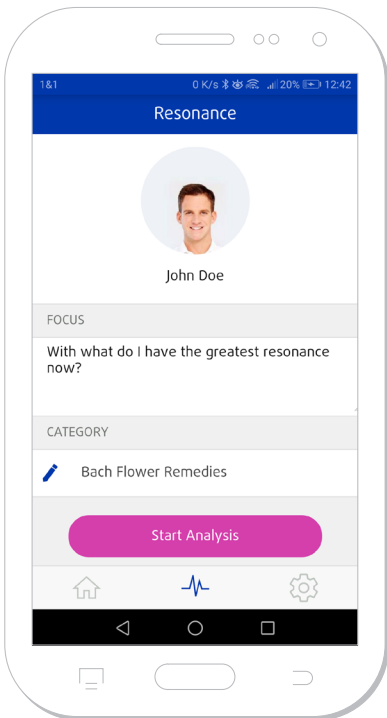 1&1 0 K/s 20% 12:42
Resonance
John Doe
FOCUS
With what do I have the greatest resonance
now?
CATEGORY
Bach Flower Remedies
Start Analysis